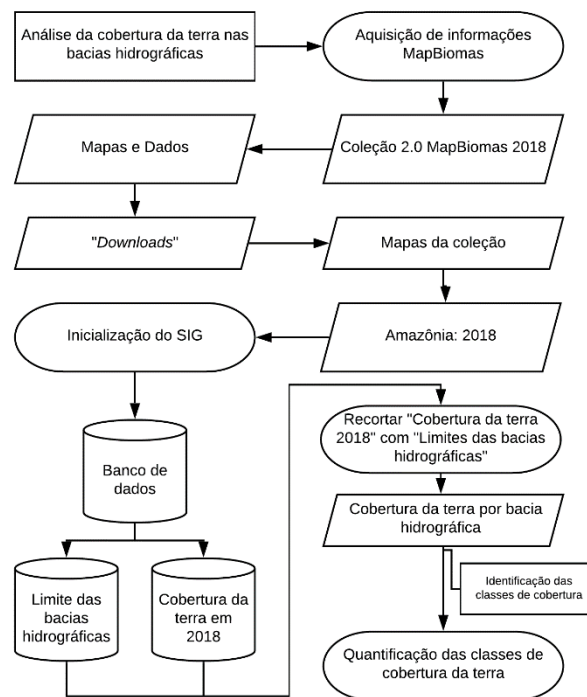 Análise da cobertura da terra nas
bacias hidrográficas
Aquisição de informações
MapBiomas
Mapas e Dados
Coleção 2.0 MapBiomas 2018
"Downloads"
Mapas da coleção
Inicialização do SIG
Amazônia: 2018
Banco de
dados
Limite das
bacias
hidrográficas
Cobertura da
terra em
2018
Recortar "Cobertura da terra
2018" com "Limites das bacias
hidrográficas"
Cobertura da terra por bacia
hidrográfica
Identificação das
classes de cobertura
Quantificação das classes de
cobertura da terra